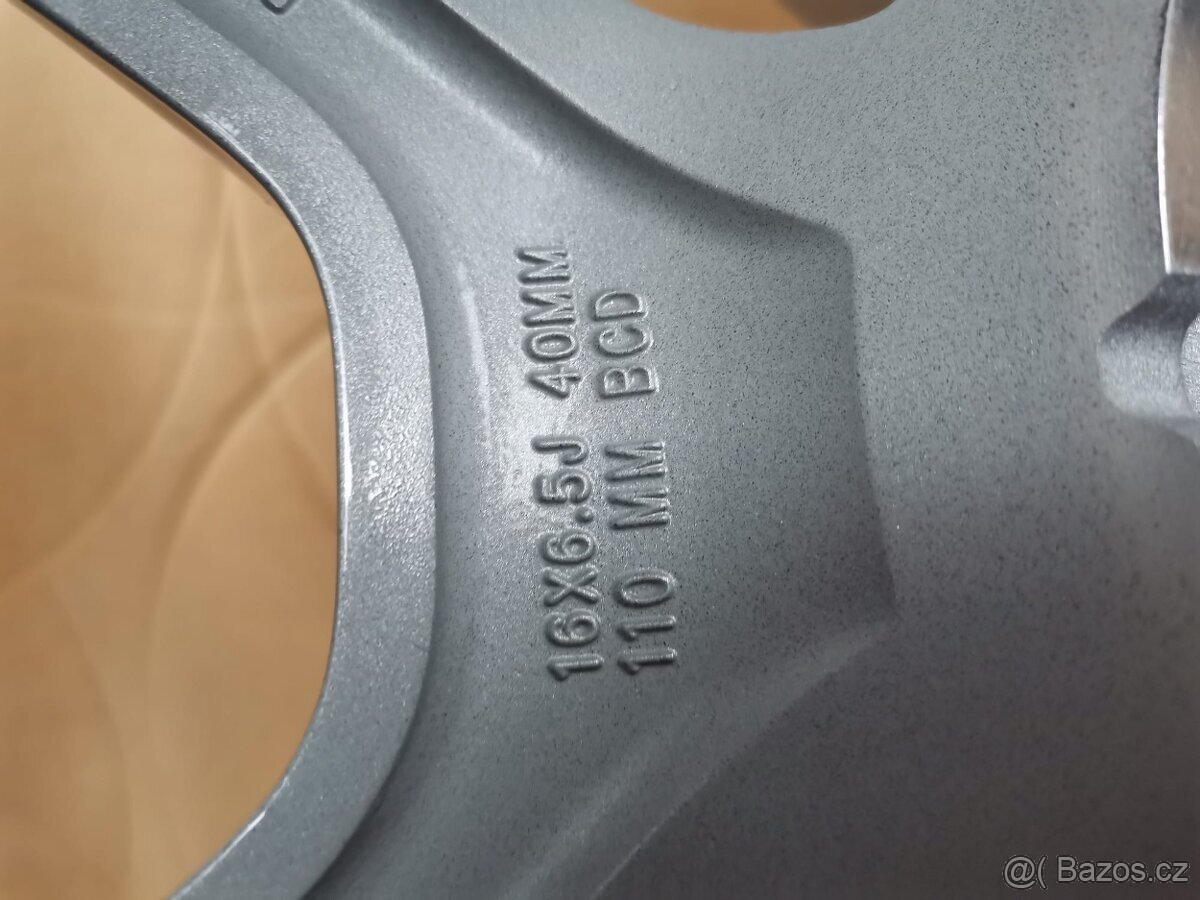 16X6.5J 40MM
110 MM BCD
@( Bazos.cz